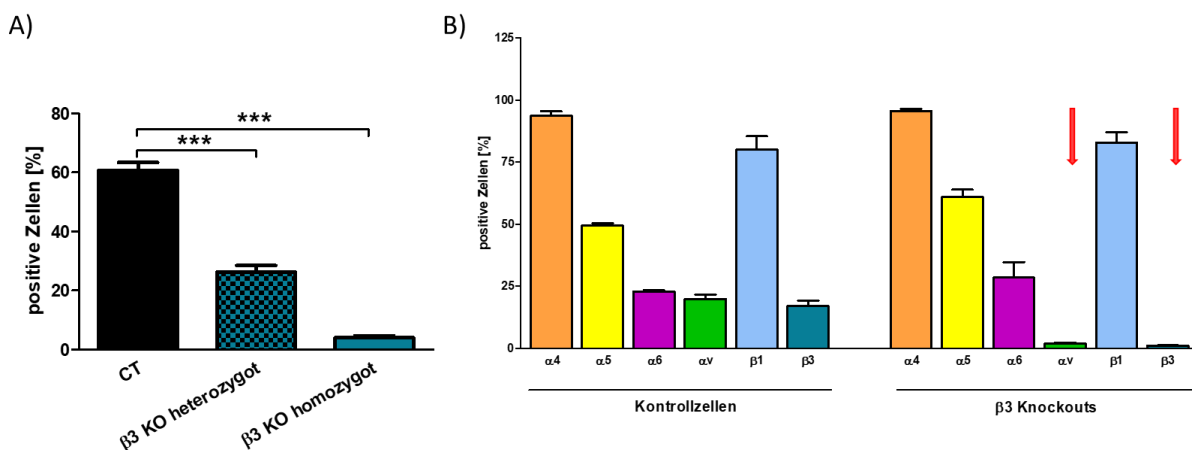 A)
positive Zellen [%]
80
60
40
20
0
***
***
CT
β3 KO heterozygot
β3 KO homozygot
B)
positive Zellen [%]
125
100
75
50
25
0
α4 α5 α6 αv β1 β3
Kontrollzellen
α4 α5 α6 αv β1 β3
β3 Knockouts